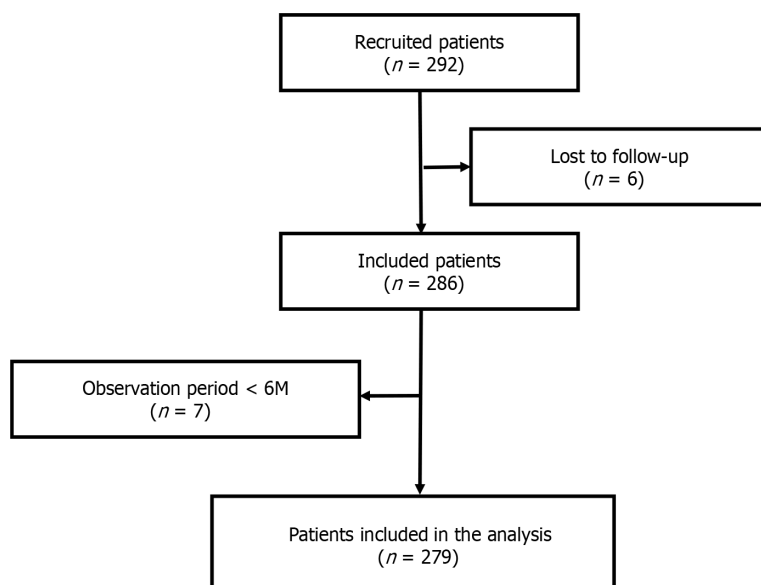 Recruited patients
(n = 292)
Lost to follow-up
(n = 6)
Included patients
(n = 286)
Observation period < 6M
(n = 7)
Patients included in the analysis
(n = 279)